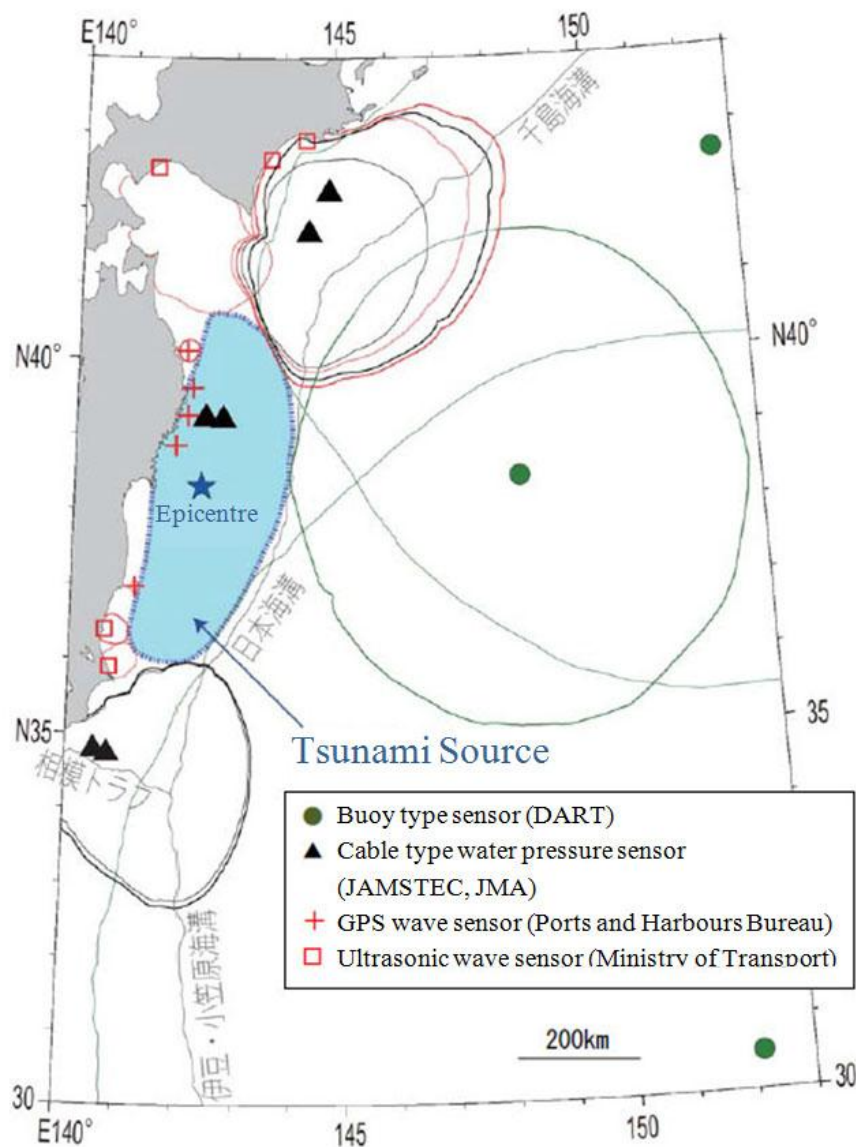 E140°
145
150
千島海溝
N40°
N40°
Epicentre
日本海溝
N35
35
Tsunami Source
相模トラフ
Buoy type sensor (DART)
Cable type water pressure sensor
(JAMSTEC, JMA)
GPS wave sensor (Ports and Harbours Bureau)
Ultrasonic wave sensor (Ministry of Transport)
伊豆・小笠原海溝
200km
30
30
E140°
145
150